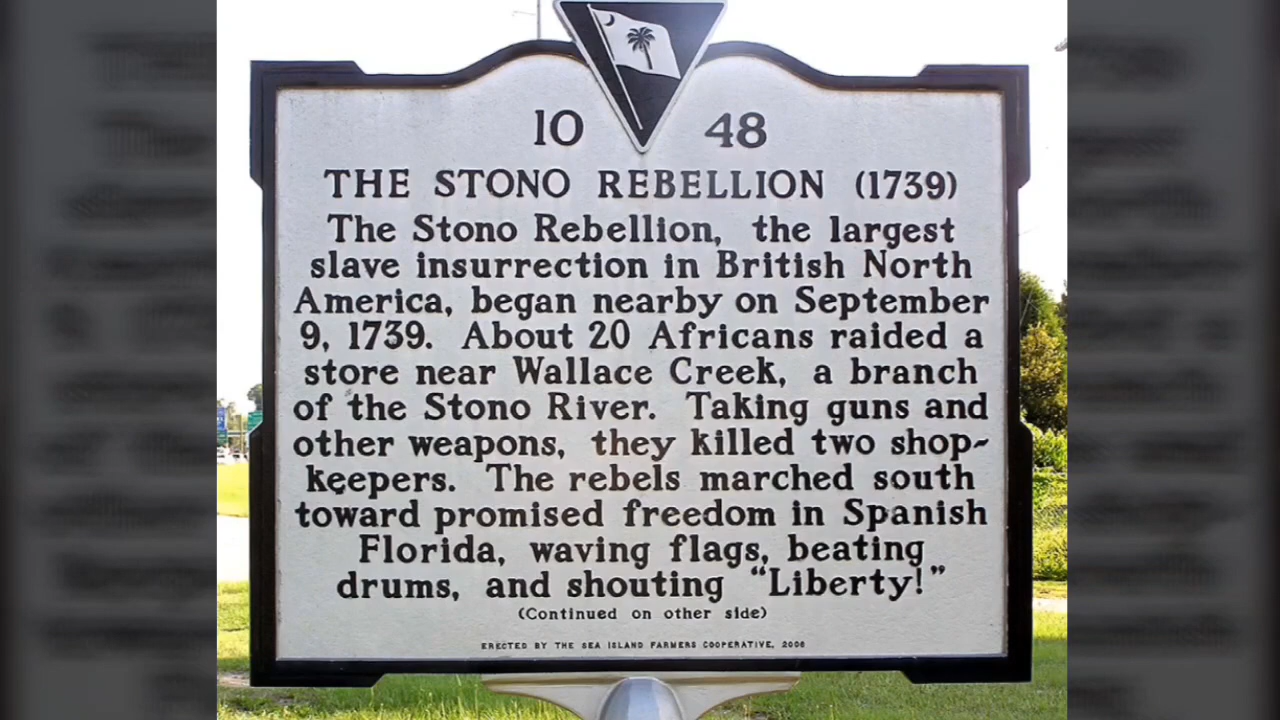 10 48
THE STONO REBELLION (1739)
The Stono Rebellion, the largest
slave insurrection in British North
America, began nearby on September
9, 1739. About 20 Africans raided a
store near Wallace Creek, a branch
of the Stono River. Taking guns and
other weapons, they killed two shop-
keepers. The rebels marched south
toward promised freedom in Spanish
Florida, waving flags, beating
drums, and shouting “Liberty!”
(Continued on other side)
ERECTED BY THE SEA ISLAND FARMERS COOPERATIVE, 2006